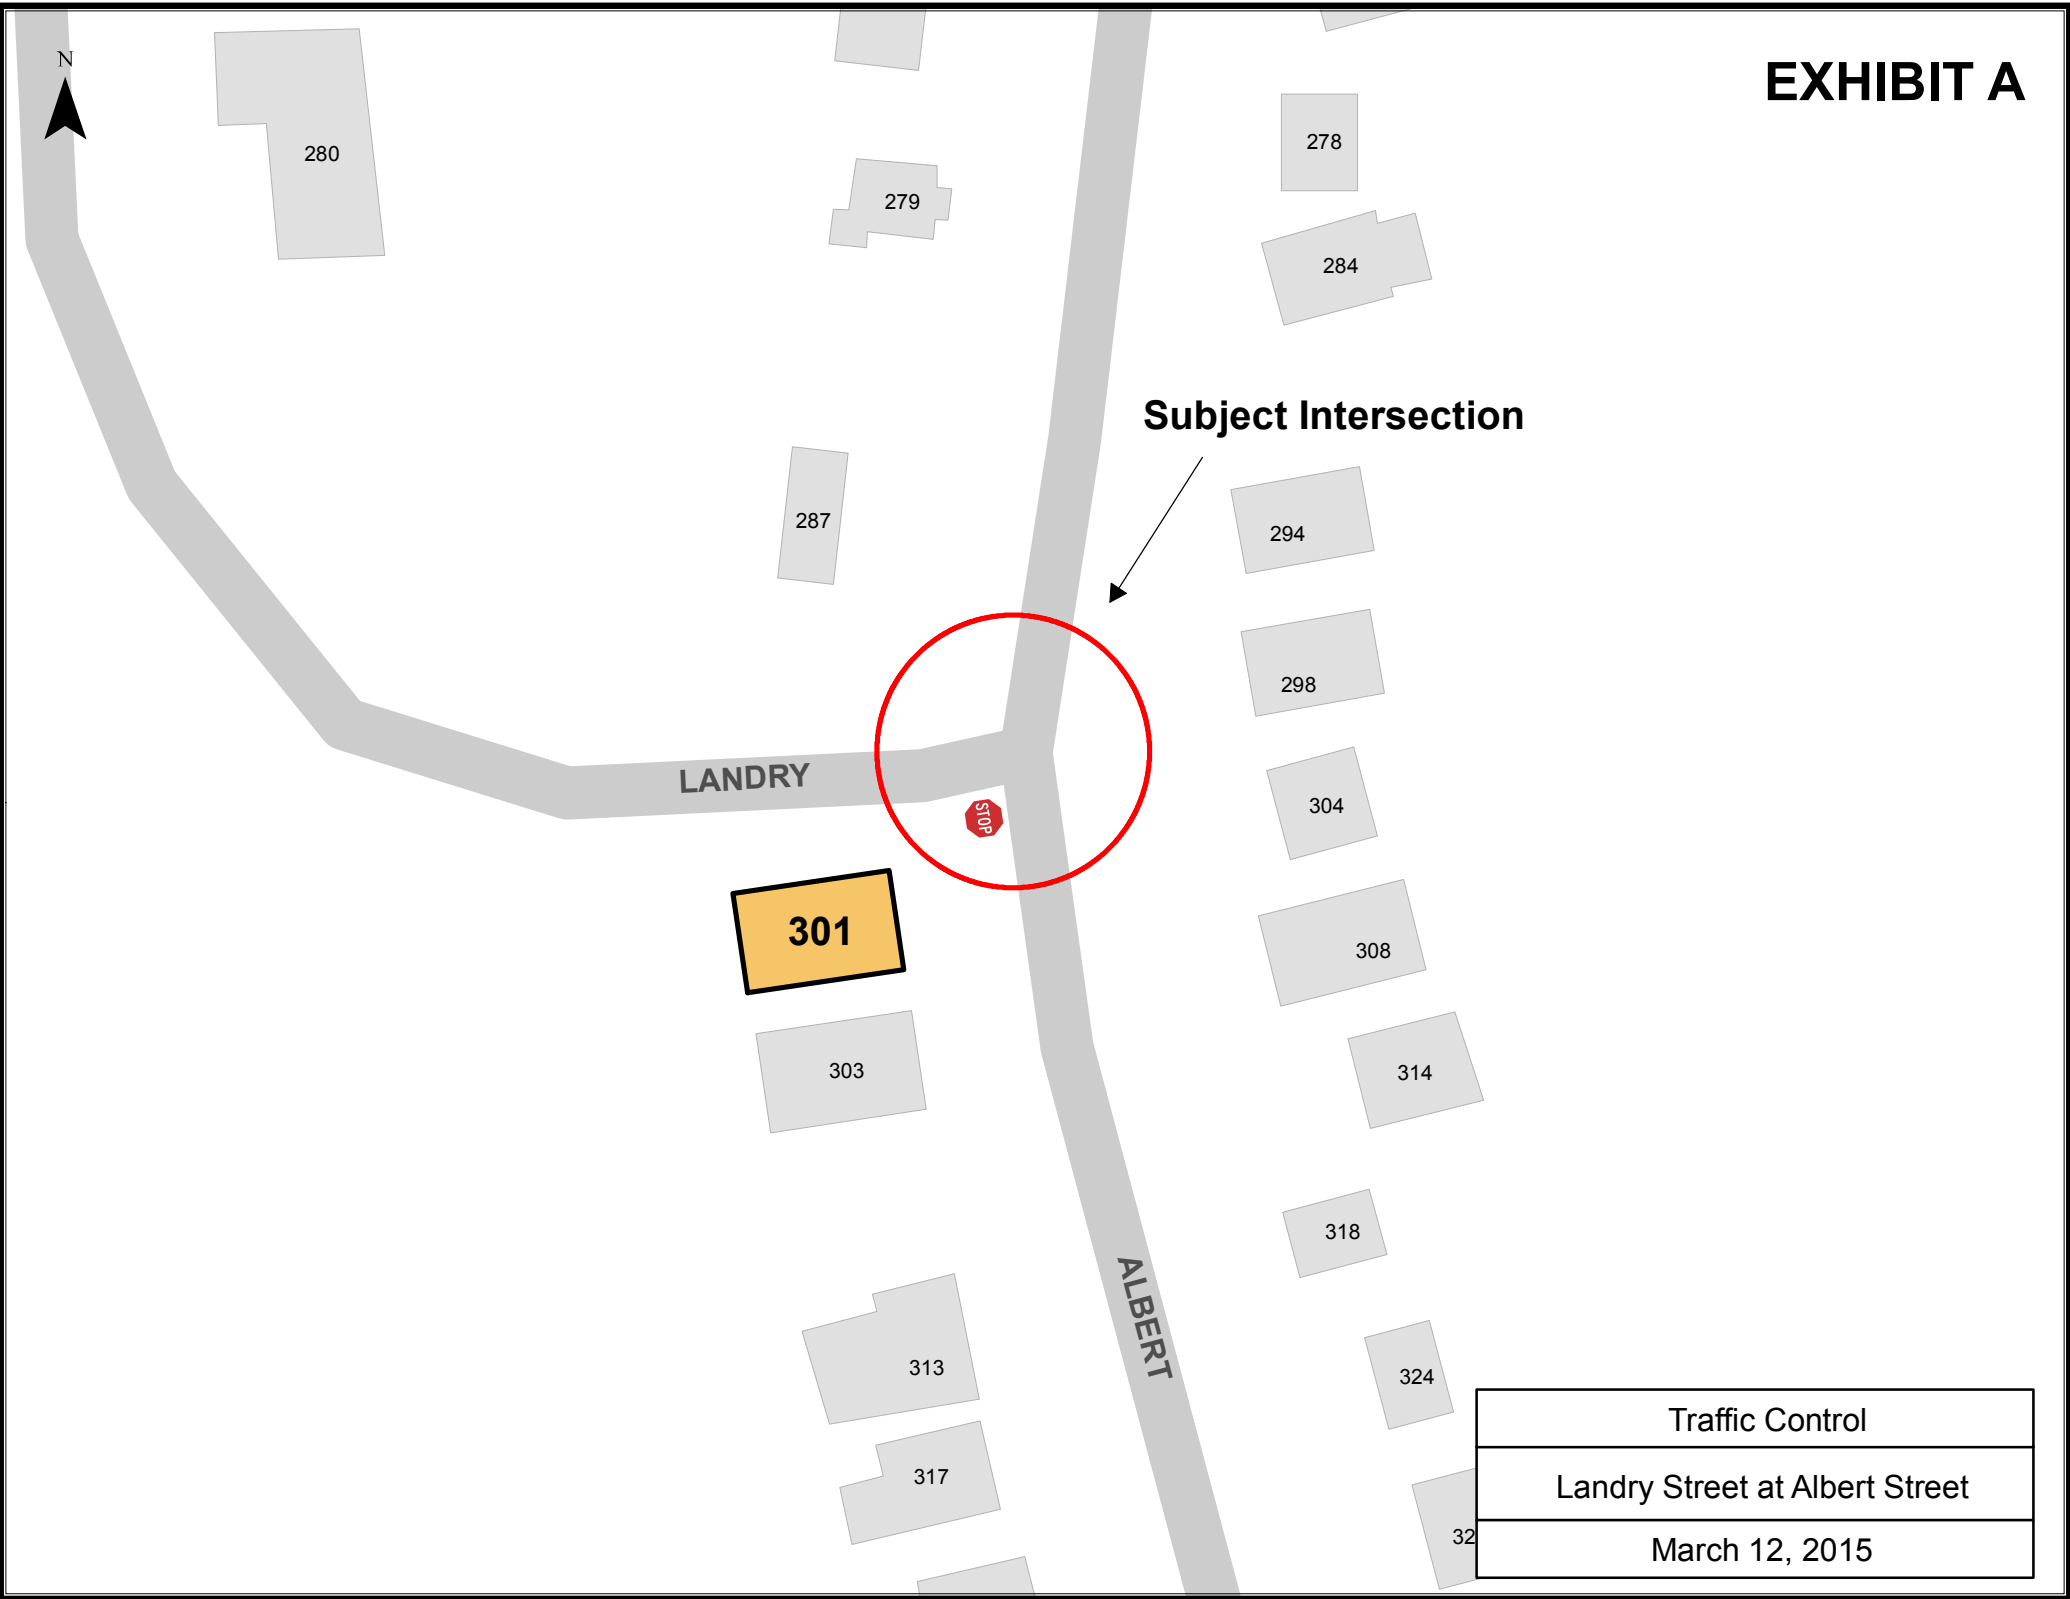 N
EXHIBIT A
278
280
279
284
Subject Intersection
287
294
298
LANDRY
304
STOP
301
308
303
314
318
ALBERT
313
324
Traffic Control
317
Landry Street at Albert Street
32
March 12, 2015